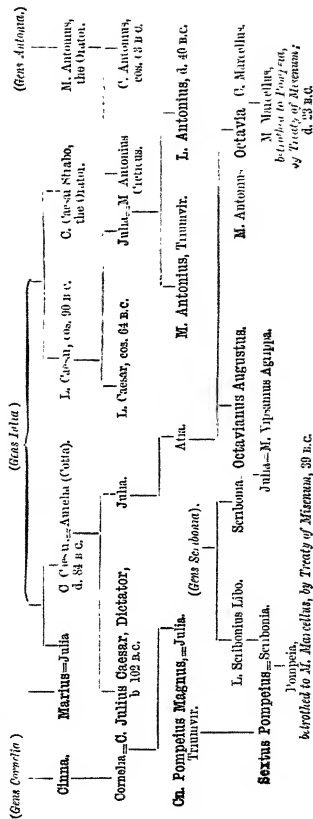 (Gens Cornelia) (Gens Iulia) (Gens Antonia.)
Cinna. Marius=Julia C Caesar.=Aurelia (Cotta). L. Caesar, cos. 90 B C. C. Caesar Strabo, M. Antonius,
d. 84 B C. the Orator. the Orator.
Cornelia=C. Julius Caesar, Dictator, Julia. L. Caesar, cos. 64 B.C. Julia=M Antonius C. Antonius,
b 102 B.C. Creticus. cos, 63 B C.
Cn. Pompeius Magnus,=Julia. Atia. M. Antonius, Triumvir. L. Antonius, d. 40 B.C.
Triumvir.
(Gens Scribonia).
L. Scribonius Libo. Scribonia Octavianus Augustus. M. Antonius Octavia C. Marcellus.
Sextus Pompeius=Scribonia. Julia=M. Vipsanius Agrippa. M Marcellus,
Pompeia, betrothed to Pompeia,
betrothed to M. Marcellus, by Treaty of Misenum, 39 B.C. by Treaty of Misenum;
d. 23 B.C.